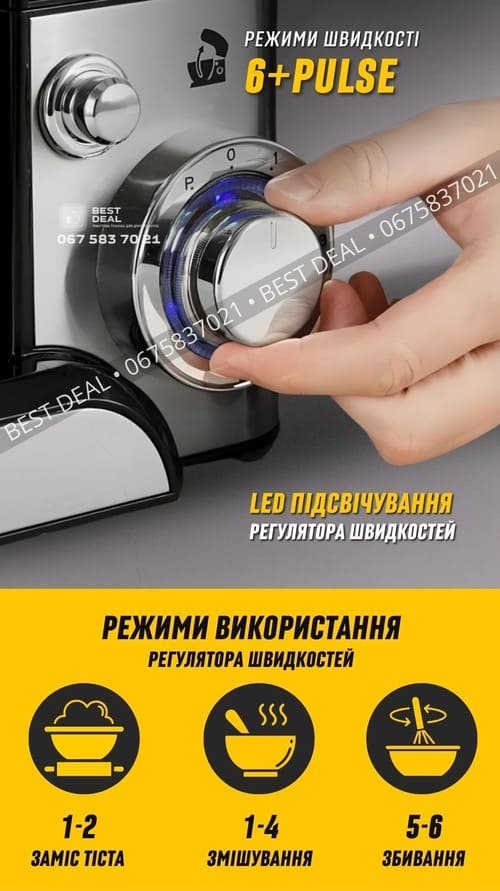 РЕЖИМИ ШВИДКОСТІ
6+PULSE
P 0 1
BEST
DEAL
067 583 70 21
BEST DEAL • 0675837021 • BEST DEAL • 0675837021
LED ПІДСВІЧУВАННЯ
РЕГУЛЯТОРА ШВИДКОСТЕЙ
РЕЖИМИ ВИКОРИСТАННЯ
РЕГУЛЯТОРА ШВИДКОСТЕЙ
1-2
ЗАМІС ТІСТА
1-4
ЗМІШУВАННЯ
5-6
ЗБИВАННЯ